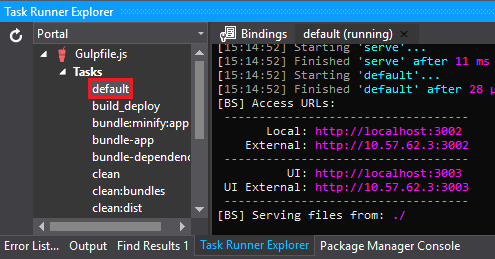 Task Runner Explorer
Portal
Gulpfile.js
Tasks
default
build_deploy
bundle:minify:app
bundle-app
bundle-dependenc
clean
clean:bundles
clean:dist
Bindings default (running)
[15:14:52] Starting 'serve'...
[15:14:52] Finished 'serve' after 11 ms
[15:14:52] Starting 'default'...
[15:14:52] Finished 'default' after 28 μ
[BS] Access URLs:
--------------------------------------
Local: http://localhost:3002
External: http://10.57.62.3:3002
--------------------------------------
UI: http://localhost:3003
UI External: http://10.57.62.3:3003
--------------------------------------
[BS] Serving files from: ./
Error List... Output Find Results 1 Task Runner Explorer Package Manager Console